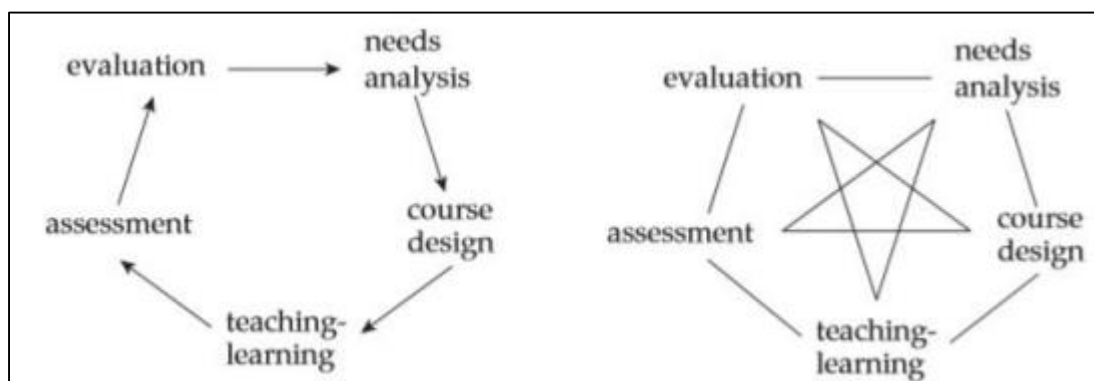 evaluation
needs
analysis
assessment
course
design
teaching-
learning
evaluation
needs
analysis
assessment
course
design
teaching-
learning